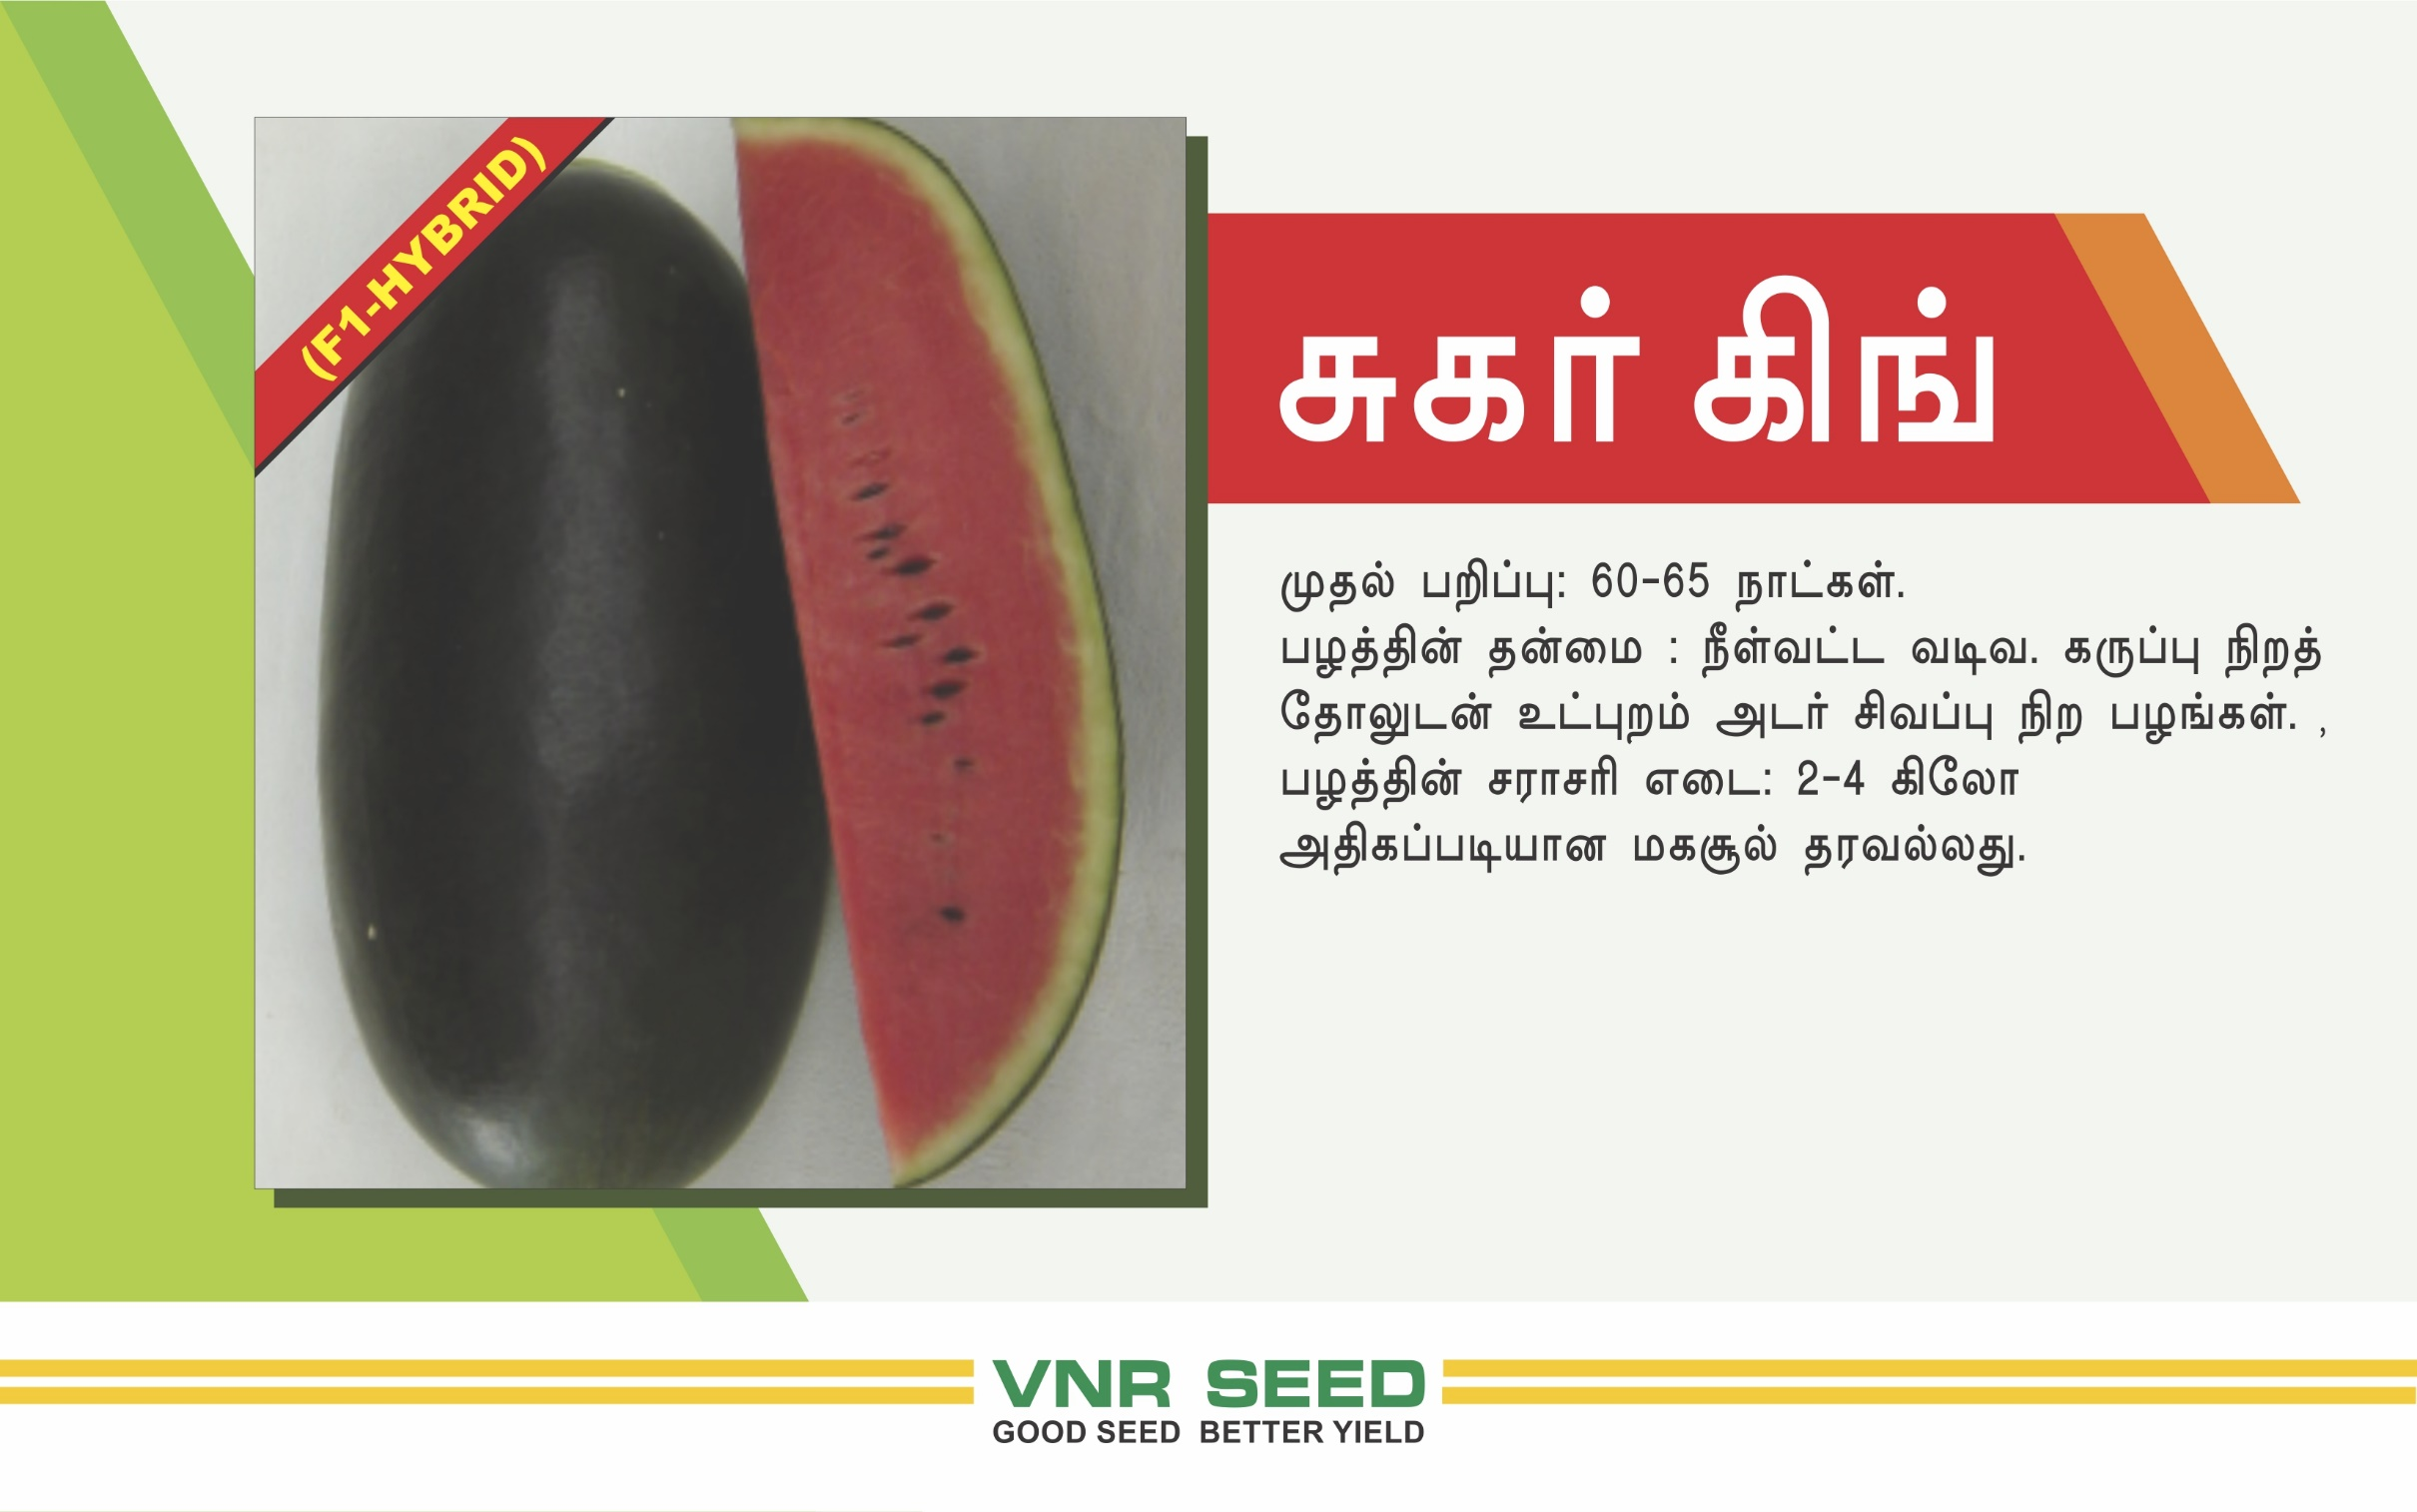 (F1-HYBRID))
சுகர் கிங்
முதல் பறிப்பு: 60-65 நாட்கள்.
பழத்தின் தன்மை : நீள்வட்ட வடிவ. கருப்பு நிறத்
தோலுடன் உட்புறம் அடர் சிவப்பு நிற பழங்கள். ,
பழத்தின் சராசரி எடை: 2-4 கிலோ
அதிகப்படியான மகசூல் தரவல்லது.
VNR SEED
GOOD SEED BETTER YIELD